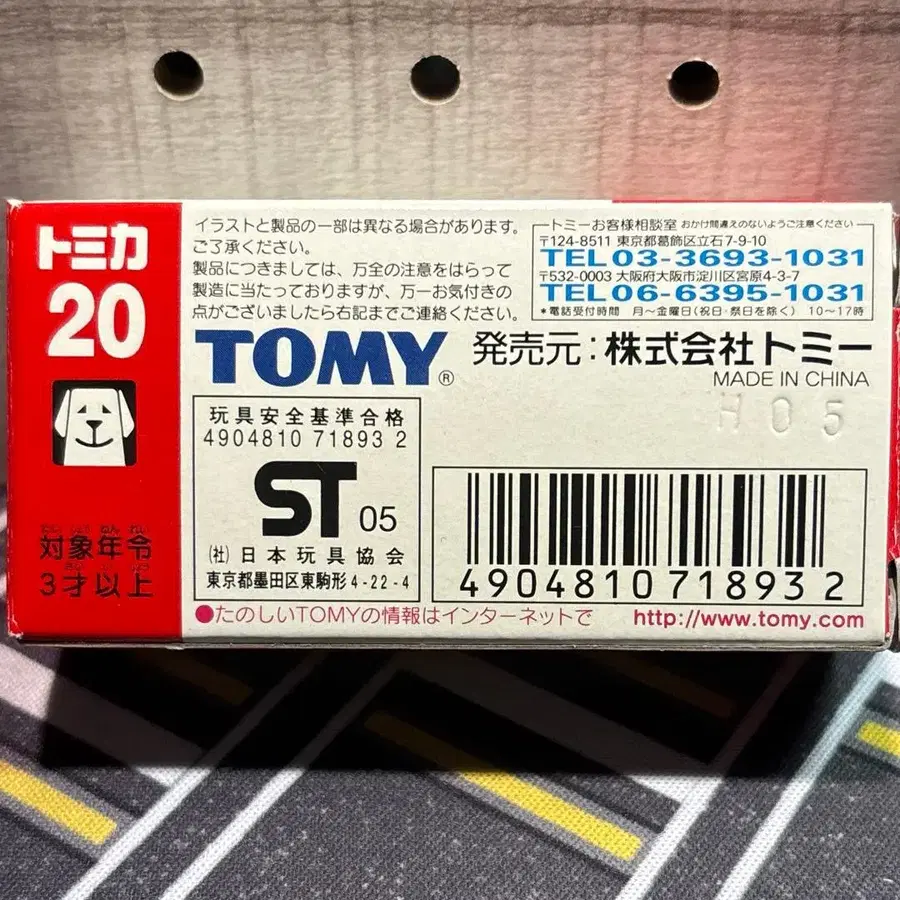 トミカ
20
対象年令
3才以上
イラストと製品の一部は異なる場合があります。
ご了承ください。
製品につきましては、万全の注意をはらって
製造に当たっておりますが、万一お気付きの
点がございましたら右記までご連絡ください。
トミーお客様相談室 おかけ間違えのないようご注意ください
〒124-8511 東京都葛飾区立石7-9-10
TEL03-3693-1031
〒532-0003 大阪府大阪市淀川区宮原4-3-7
TEL06-6395-1031
*電話受付時間 月〜金曜日(祝日・祭日を除く) 10〜17時
TOMY®
発売元:株式会社トミー
MADE IN CHINA
H05
玩具安全基準合格
4904810 71893 2
ST 05
(社)日本玩具協会
東京都墨田区東駒形4-22-4
4904810718932
●たのしいTOMYの情報はインターネットで http://www.tomy.com